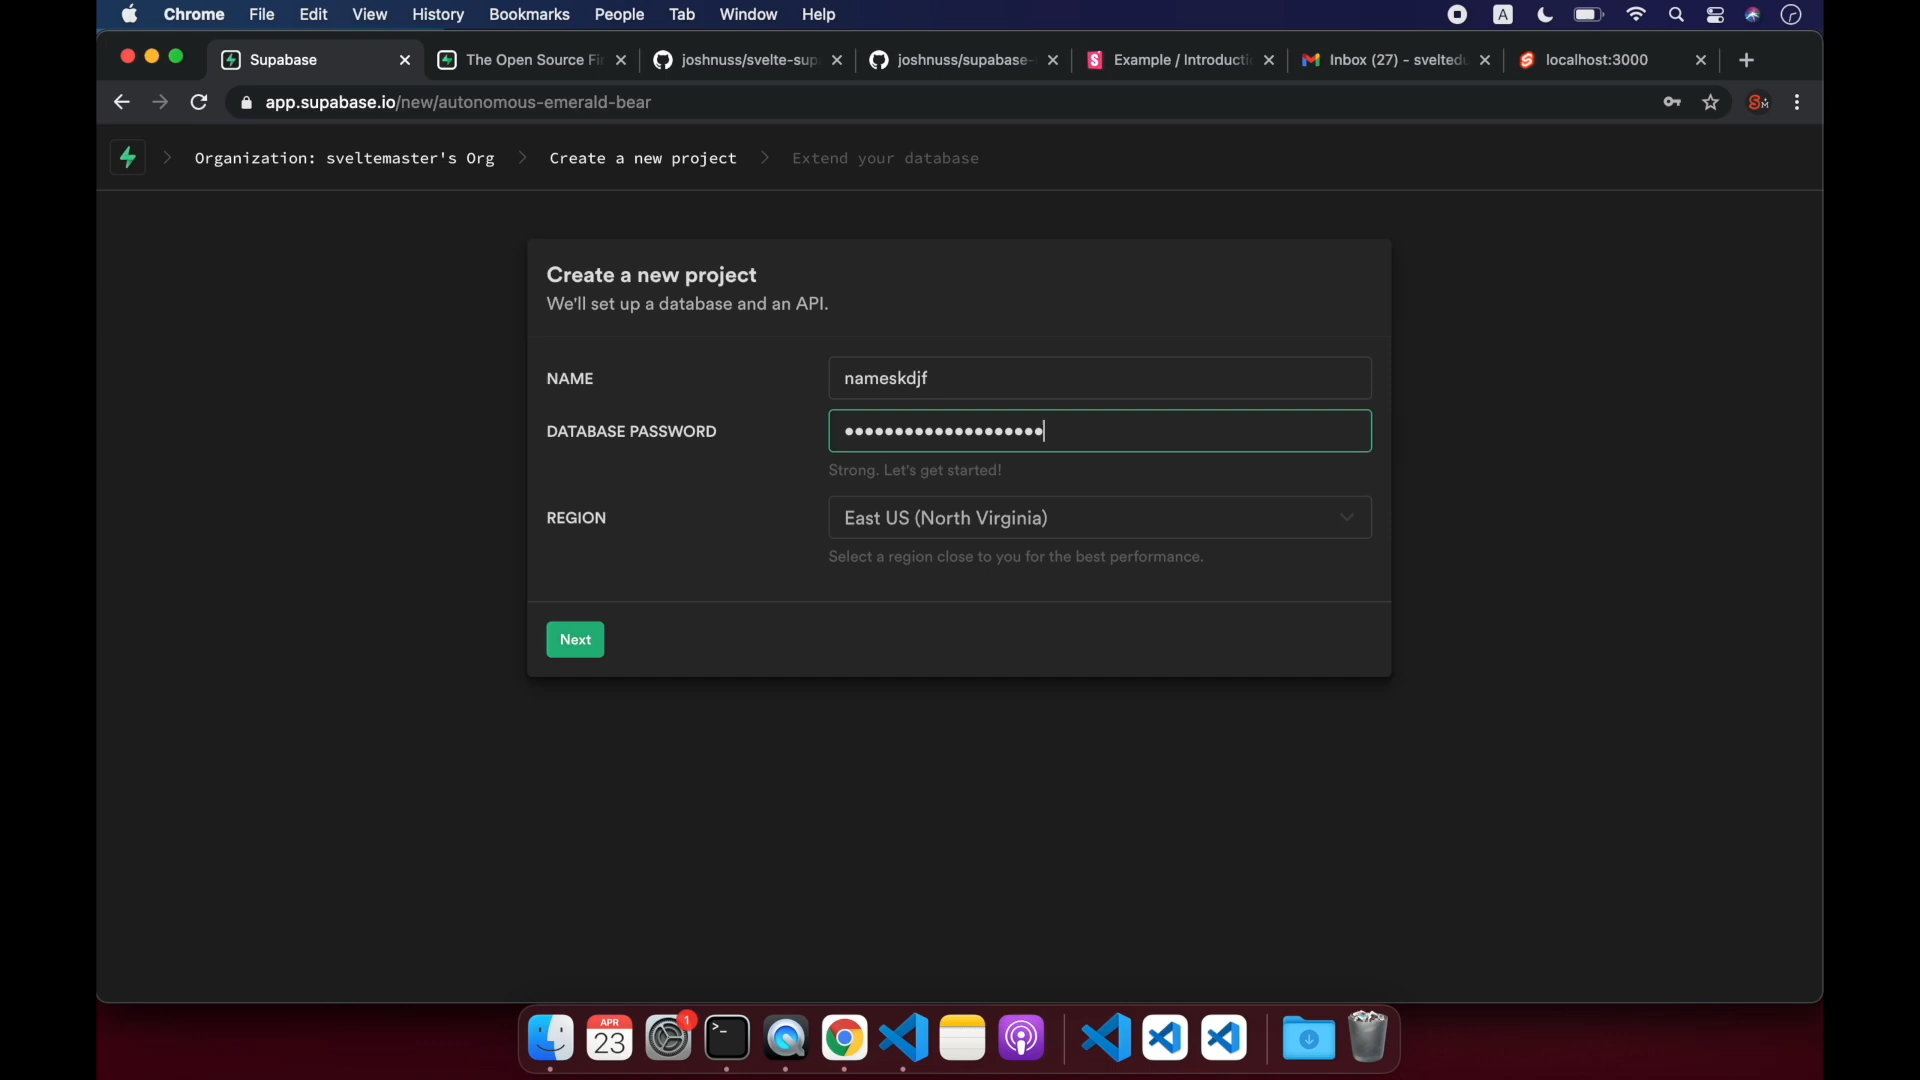 Chrome File Edit View History Bookmarks People Tab Window Help
A
Supabase
The Open Source Fi
joshnuss/svelte-sup
joshnuss/supabase-
Example / Introducti
Inbox (27) - sveltedu
localhost:3000
app.supabase.io/new/autonomous-emerald-bear
Organization: sveltemaster's Org > Create a new project > Extend your database
Create a new project
We'll set up a database and an API.
NAME
nameskdjf
DATABASE PASSWORD
••••••••••••••••••••
Strong. Let's get started!
REGION
East US (North Virginia)
Select a region close to you for the best performance.
Next
APR
23
1